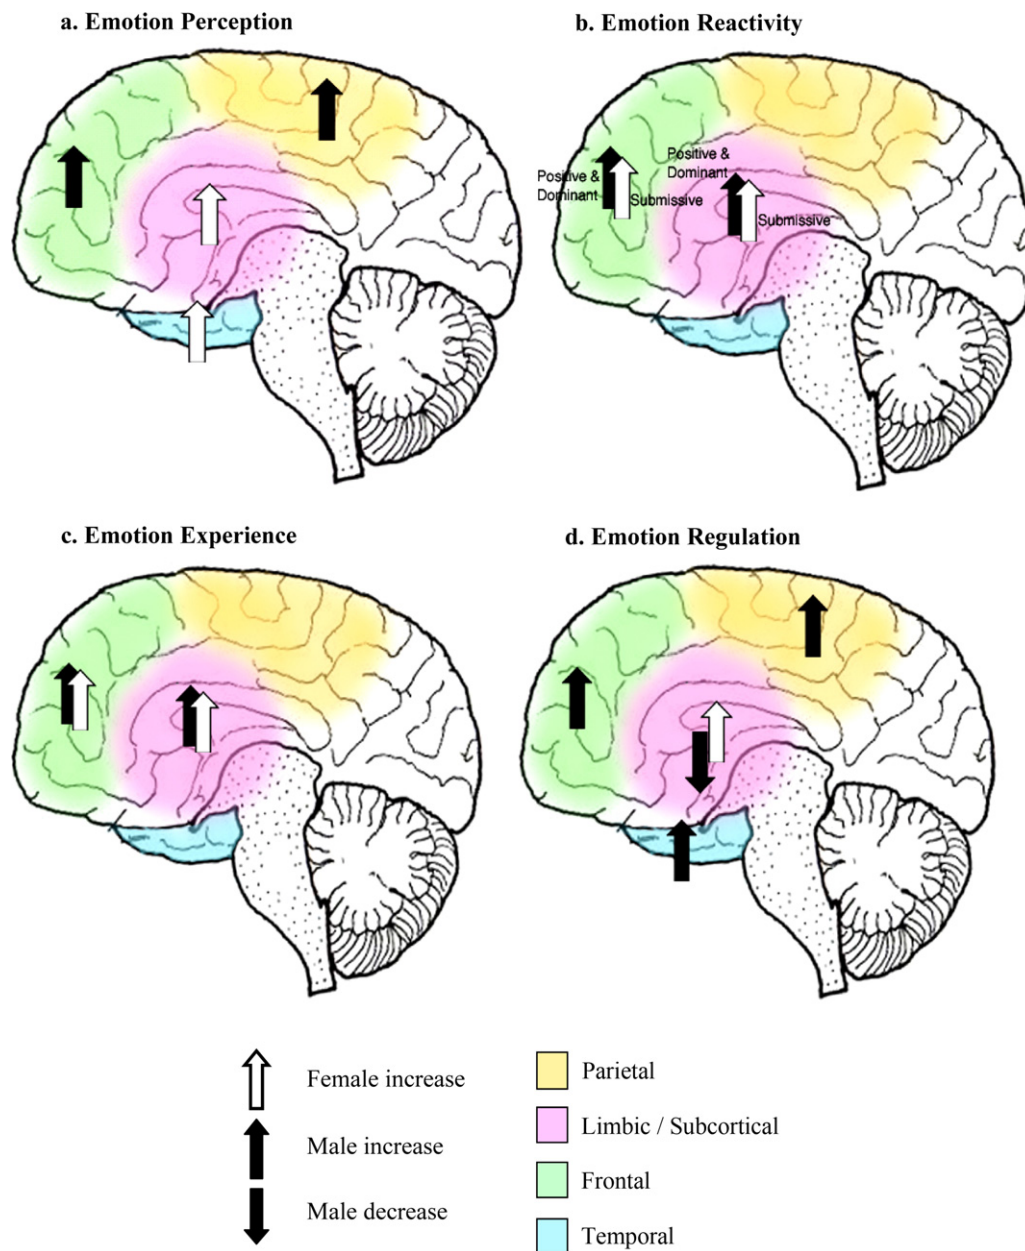 a. Emotion Perception
b. Emotion Reactivity
Positive &
Dominant
Submissive
Positive &
Dominant
Submissive
c. Emotion Experience
d. Emotion Regulation
Female increase
Male increase
Male decrease
Parietal
Limbic / Subcortical
Frontal
Temporal